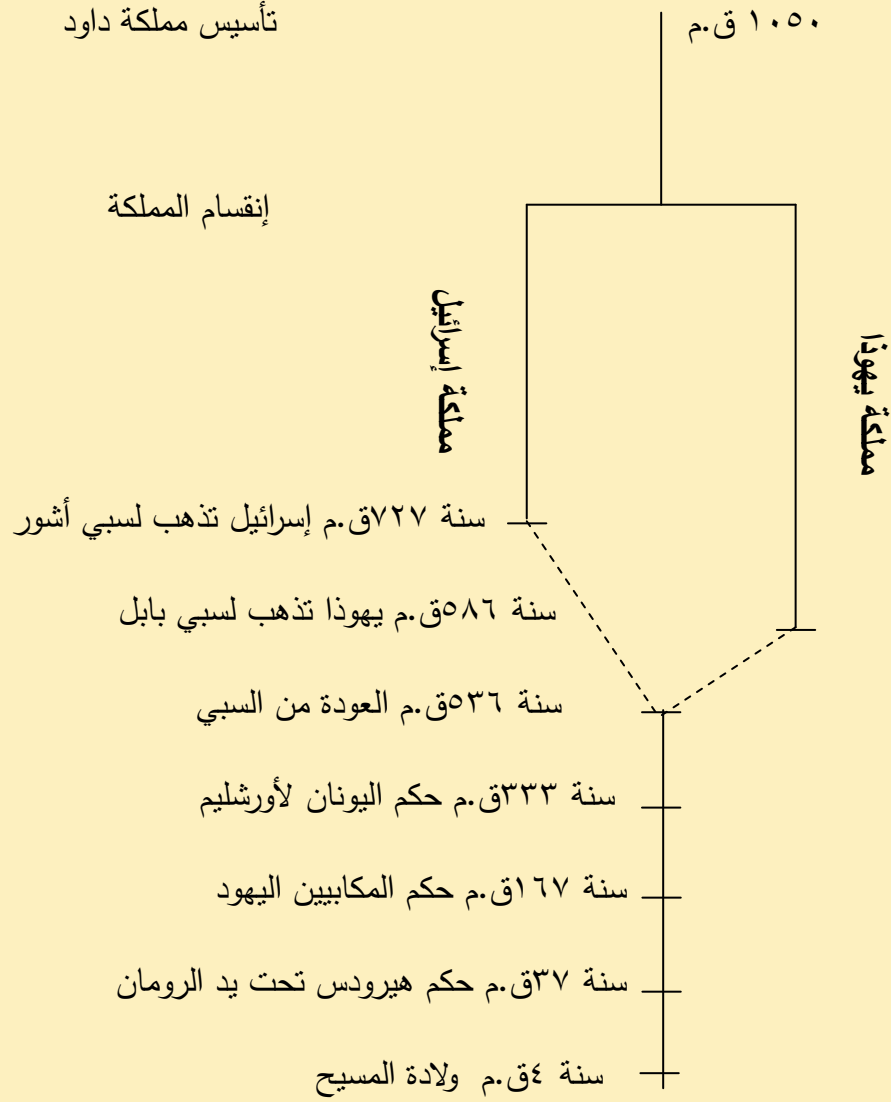 ١٠٥٠ ق.م
تأسيس مملكة داود
إنقسام المملكة
مملكة يهوذا
مملكة إسرائيل
سنة ٧٢٧ق.م إسرائيل تذهب لسبي أشور
سنة ٥٨٦ق.م يهوذا تذهب لسبي بابل
سنة ٥٣٦ق.م العودة من السبي
سنة ٣٣٣ق.م حكم اليونان لأورشليم
سنة ١٦٧ق.م حكم المكابيين اليهود
سنة ٣٧ق.م حكم هيرودس تحت يد الرومان
سنة ٤ق.م ولادة المسيح